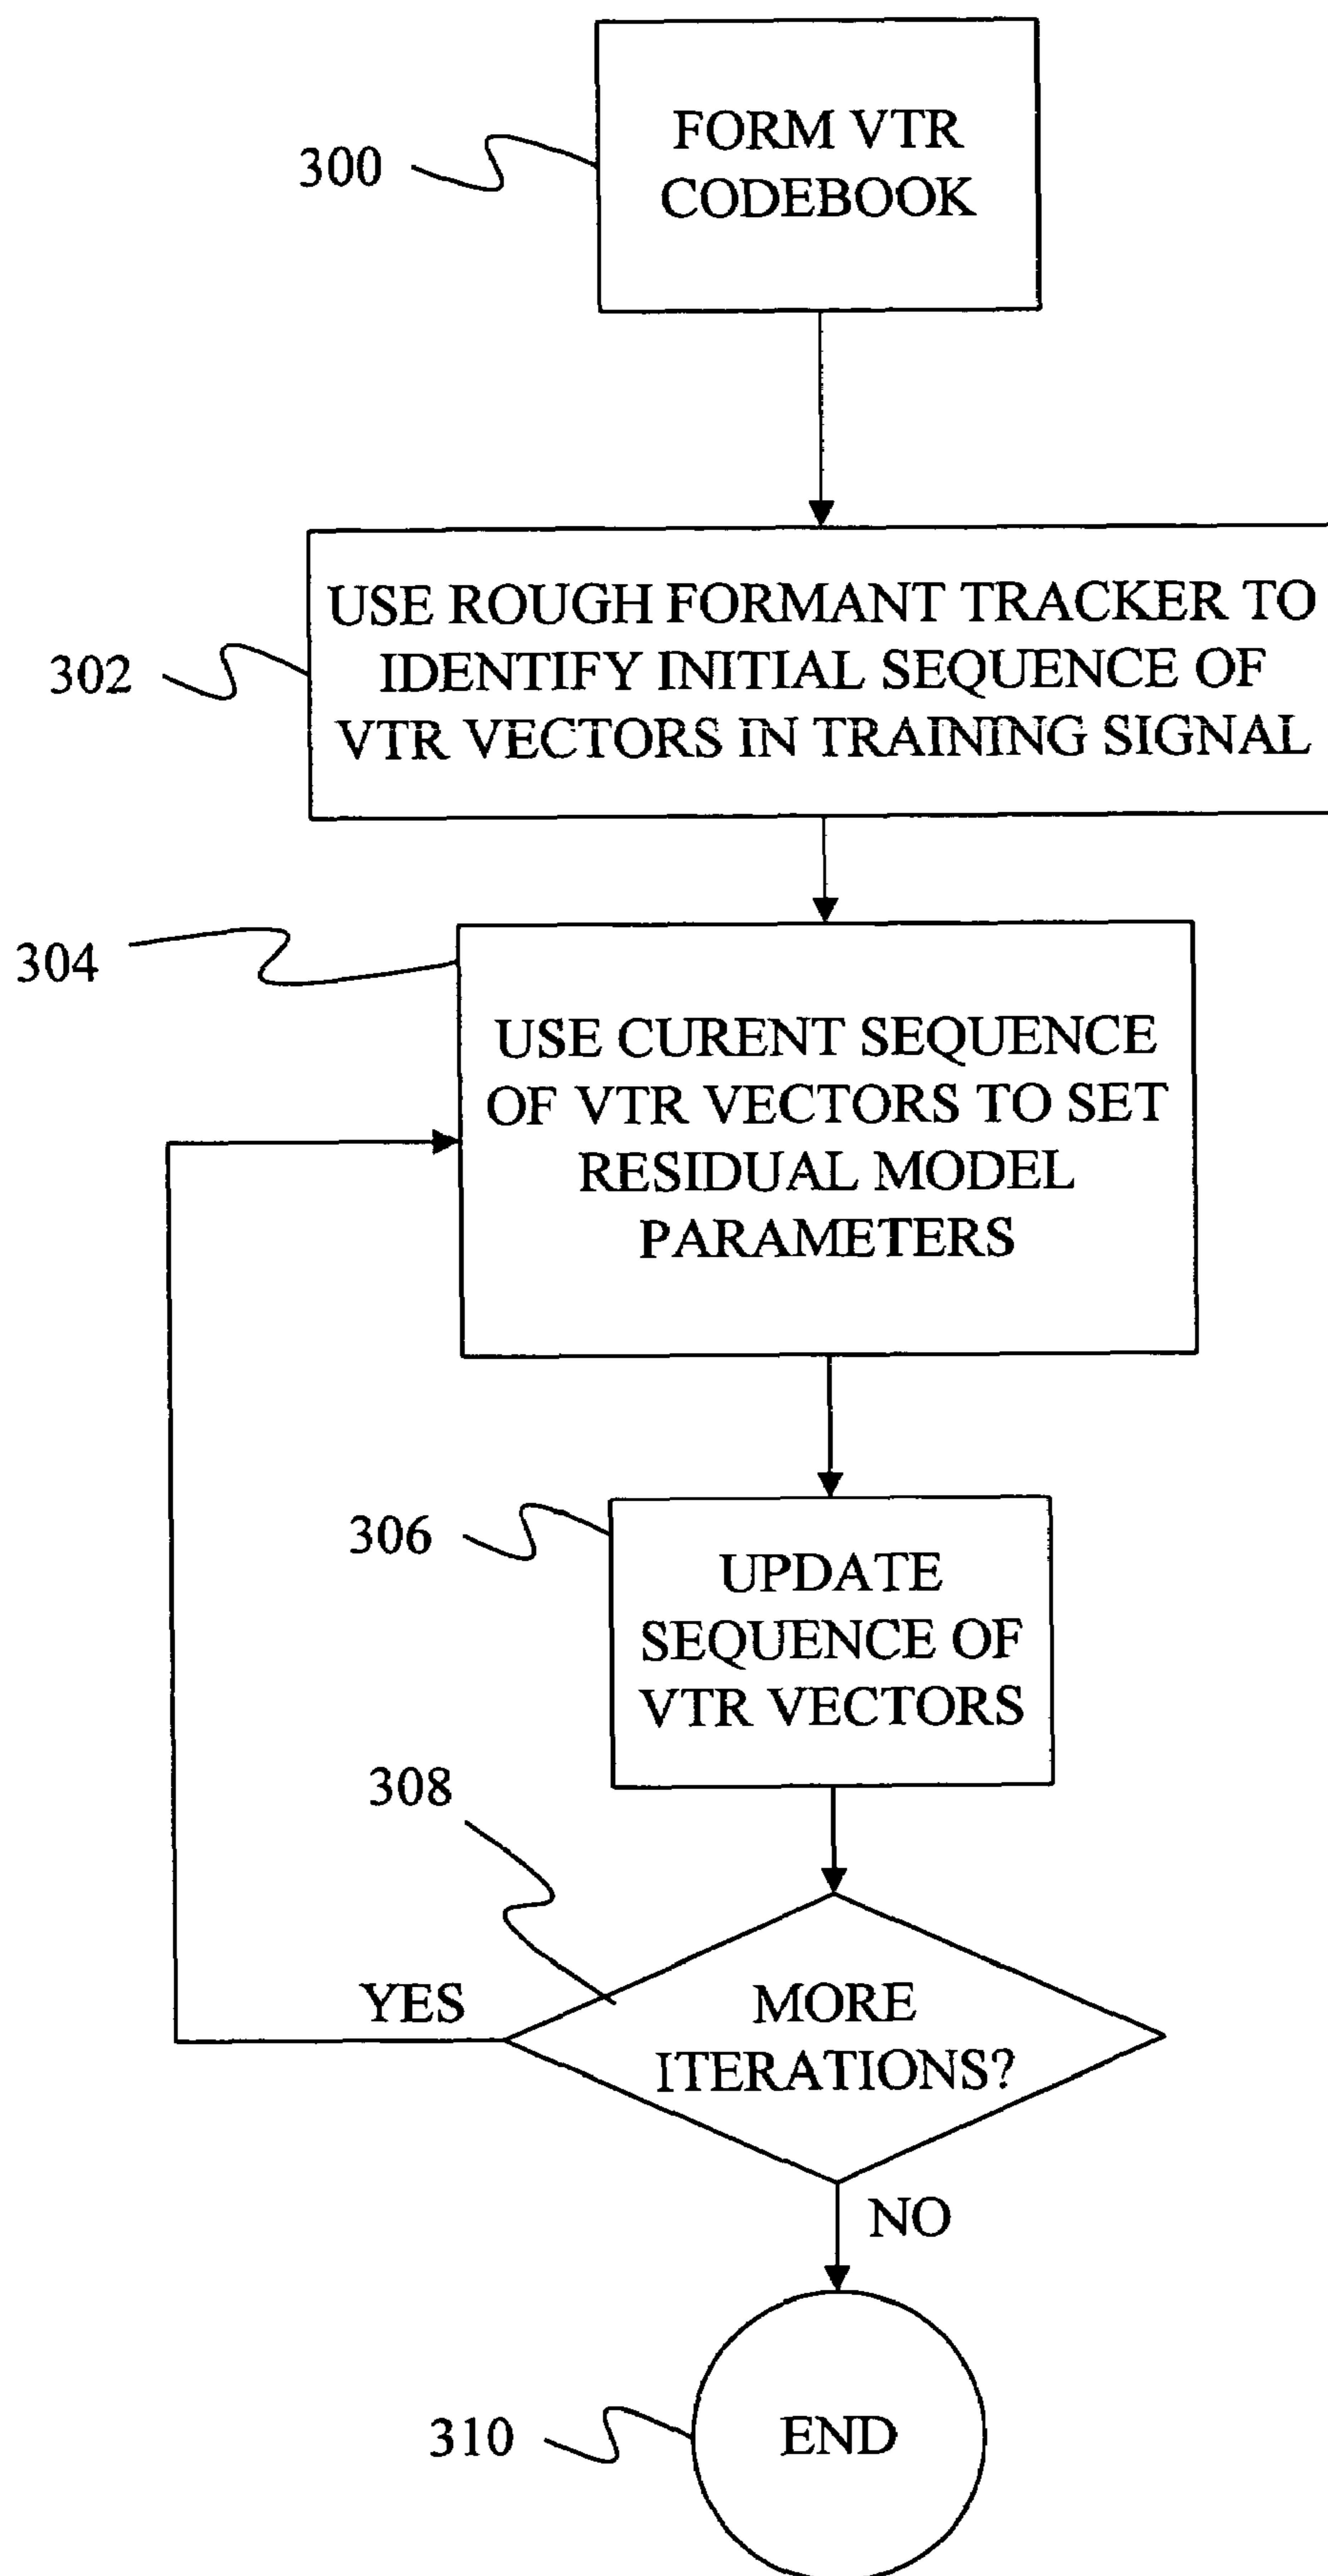 300
FORM VTR
CODEBOOK
302
USE ROUGH FORMANT TRACKER TO
IDENTIFY INITIAL SEQUENCE OF
VTR VECTORS IN TRAINING SIGNAL
304
USE CURENT SEQUENCE
OF VTR VECTORS TO SET
RESIDUAL MODEL
PARAMETERS
306
UPDATE
SEQUENCE OF
VTR VECTORS
308
YES
MORE
ITERATIONS?
NO
310
END